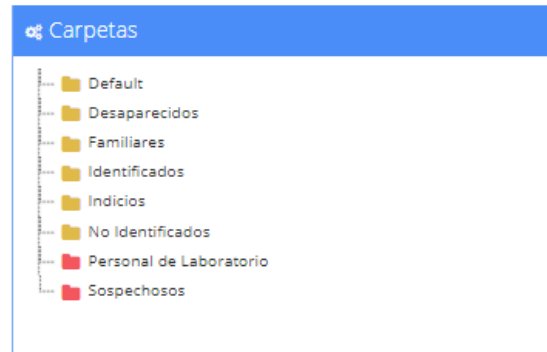 Carpetas
Default
Desaparecidos
Familiares
Identificados
Indicios
No Identificados
Personal de Laboratorio
Sospechosos